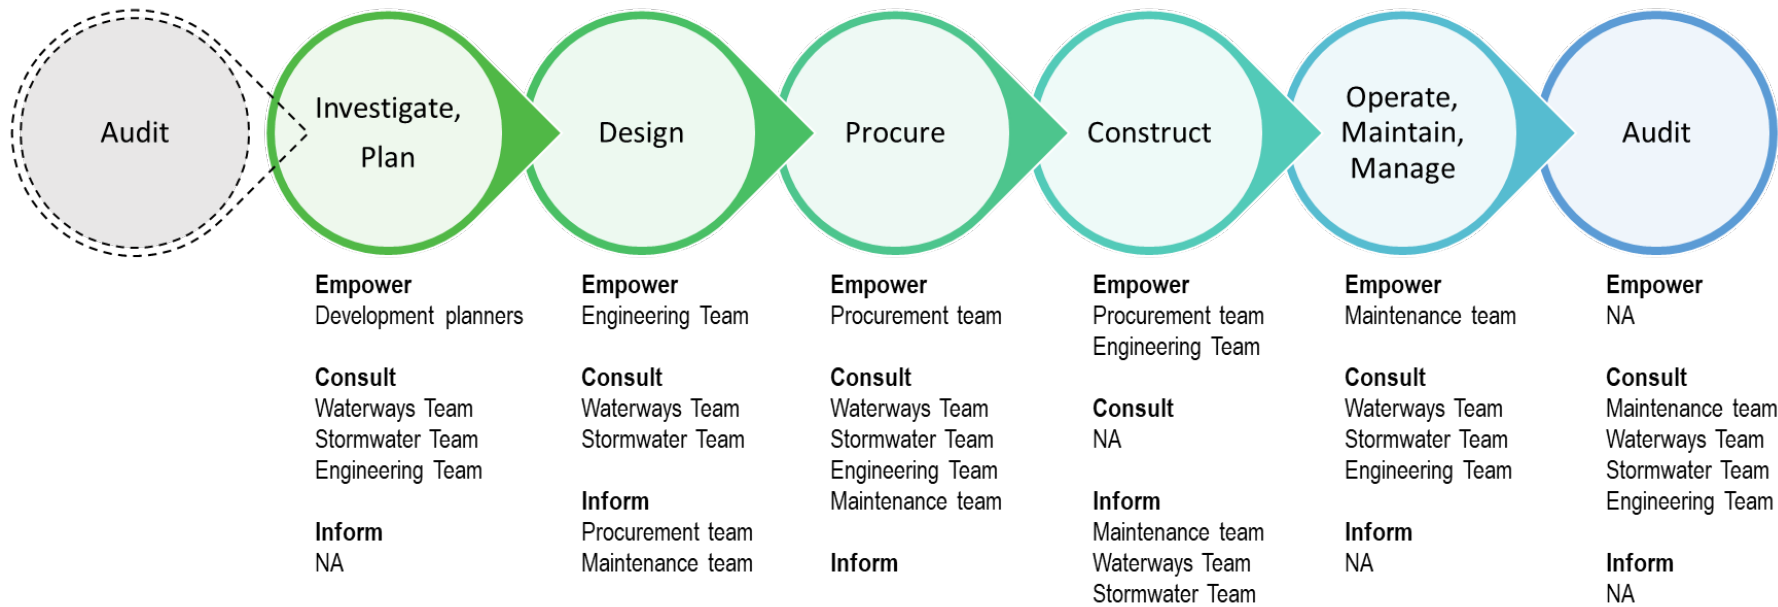 Audit
Investigate,
Plan
Design
Procure
Construct
Operate,
Maintain,
Manage
Audit
Empower
Development planners
Consult
Waterways Team
Stormwater Team
Engineering Team
Inform
NA
Empower
Engineering Team
Consult
Waterways Team
Stormwater Team
Inform
Procurement team
Maintenance team
Empower
Procurement team
Consult
Waterways Team
Stormwater Team
Engineering Team
Maintenance team
Inform
Empower
Procurement team
Engineering Team
Consult
NA
Inform
Maintenance team
Waterways Team
Stormwater Team
Empower
Maintenance team
Consult
Waterways Team
Stormwater Team
Engineering Team
Inform
NA
Empower
NA
Consult
Maintenance team
Waterways Team
Stormwater Team
Engineering Team
Inform
NA